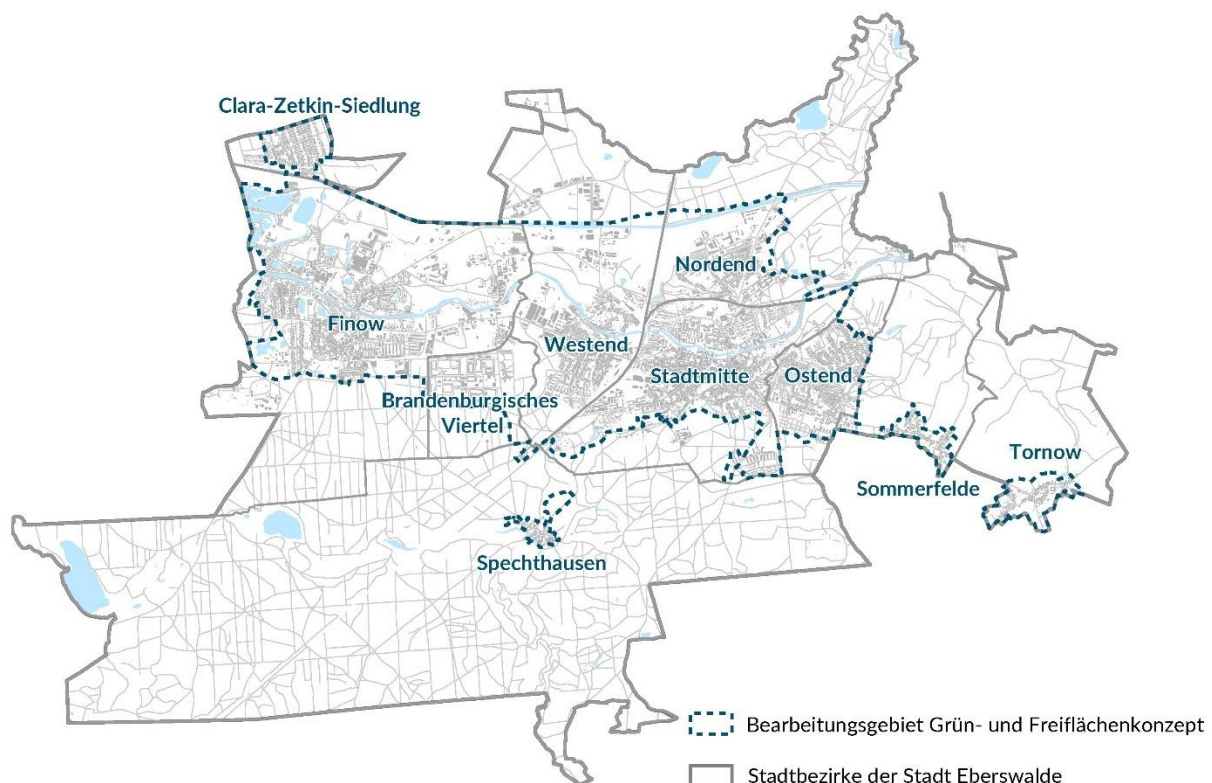 Clara-Zetkin-Siedlung
Nordend
Finow
Westend
Stadtmitte
Ostend
Brandenburgisches
Viertel
Tornow
Sommerfelde
Spechthausen
Bearbeitungsgebiet Grün- und Freiflächenkonzept
Stadtbezirke der Stadt Eberswalde